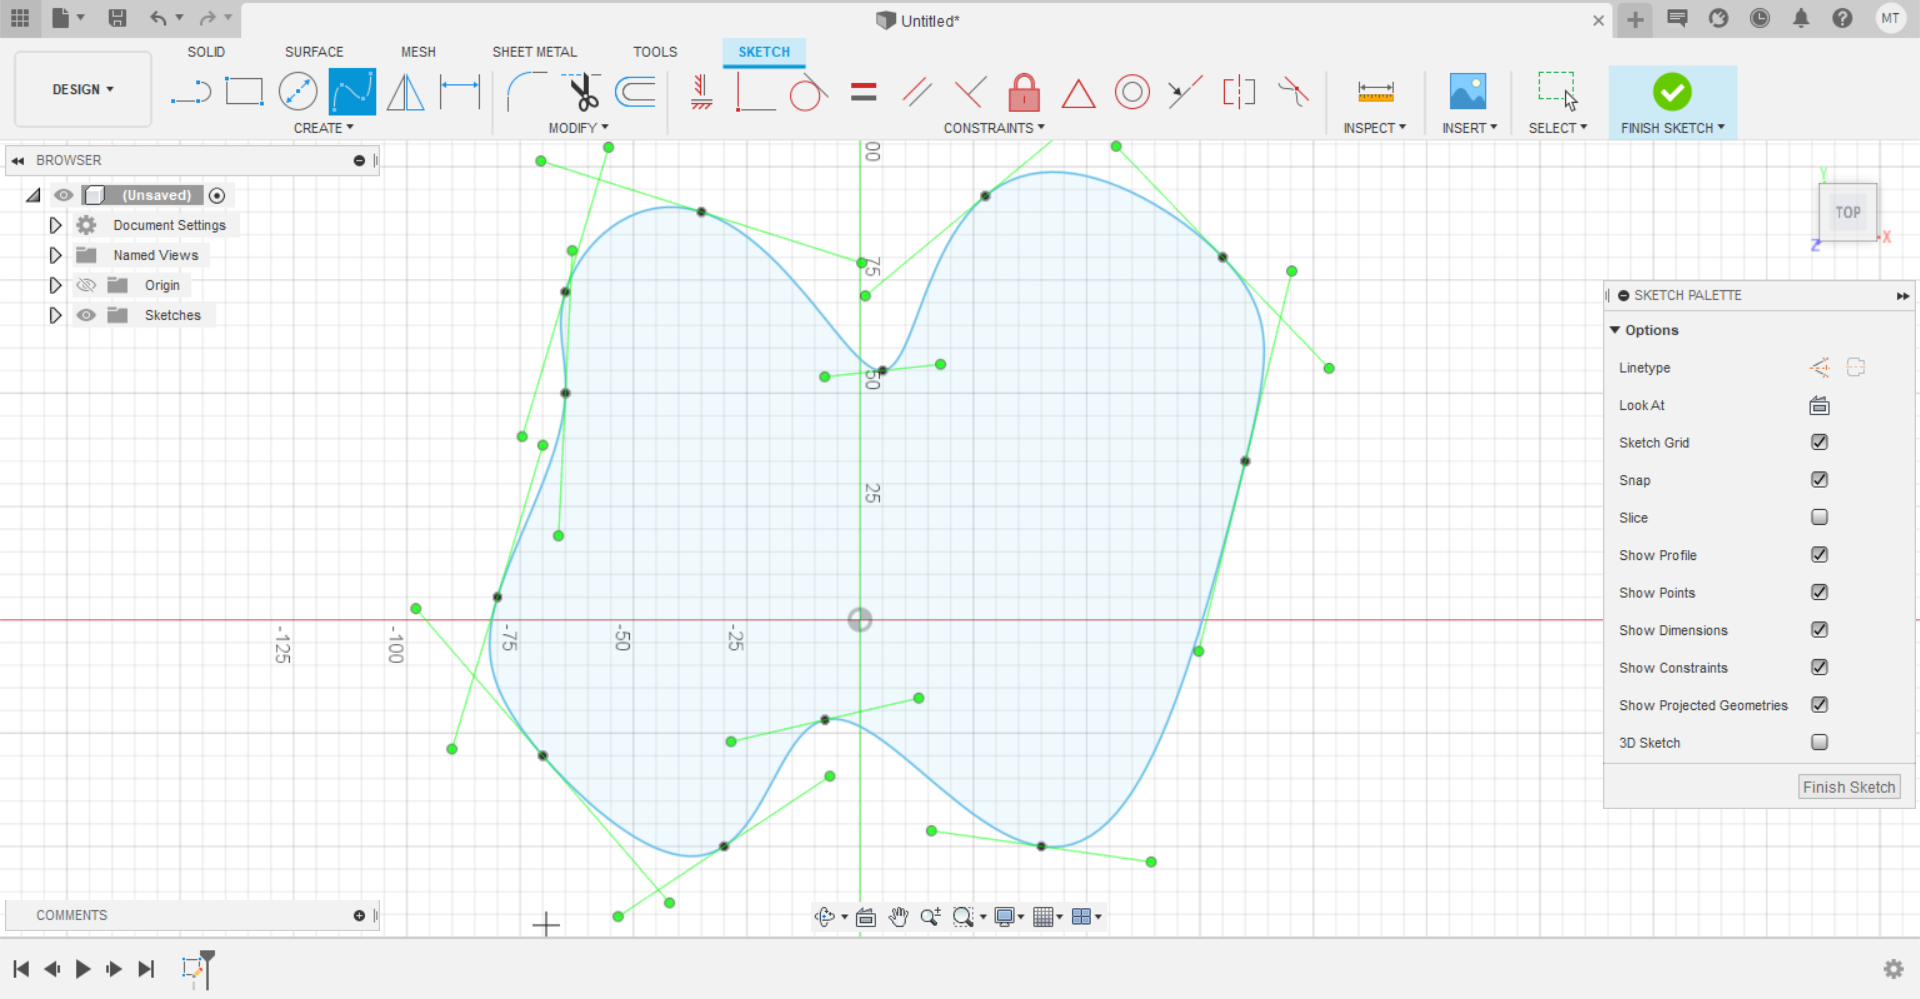 Untitled*
MT
SOLID SURFACE MESH SHEET METAL TOOLS SKETCH
DESIGN
CREATE MODIFY CONSTRAINTS INSPECT INSERT SELECT FINISH SKETCH
BROWSER
(Unsaved)
Document Settings
Named Views
Origin
Sketches
00
75
50
25
-125
-100
-75
-50
-25
Y
TOP
Z
X
SKETCH PALETTE
Options
Linetype
Look At
Sketch Grid
Snap
Slice
Show Profile
Show Points
Show Dimensions
Show Constraints
Show Projected Geometries
3D Sketch
Finish Sketch
COMMENTS